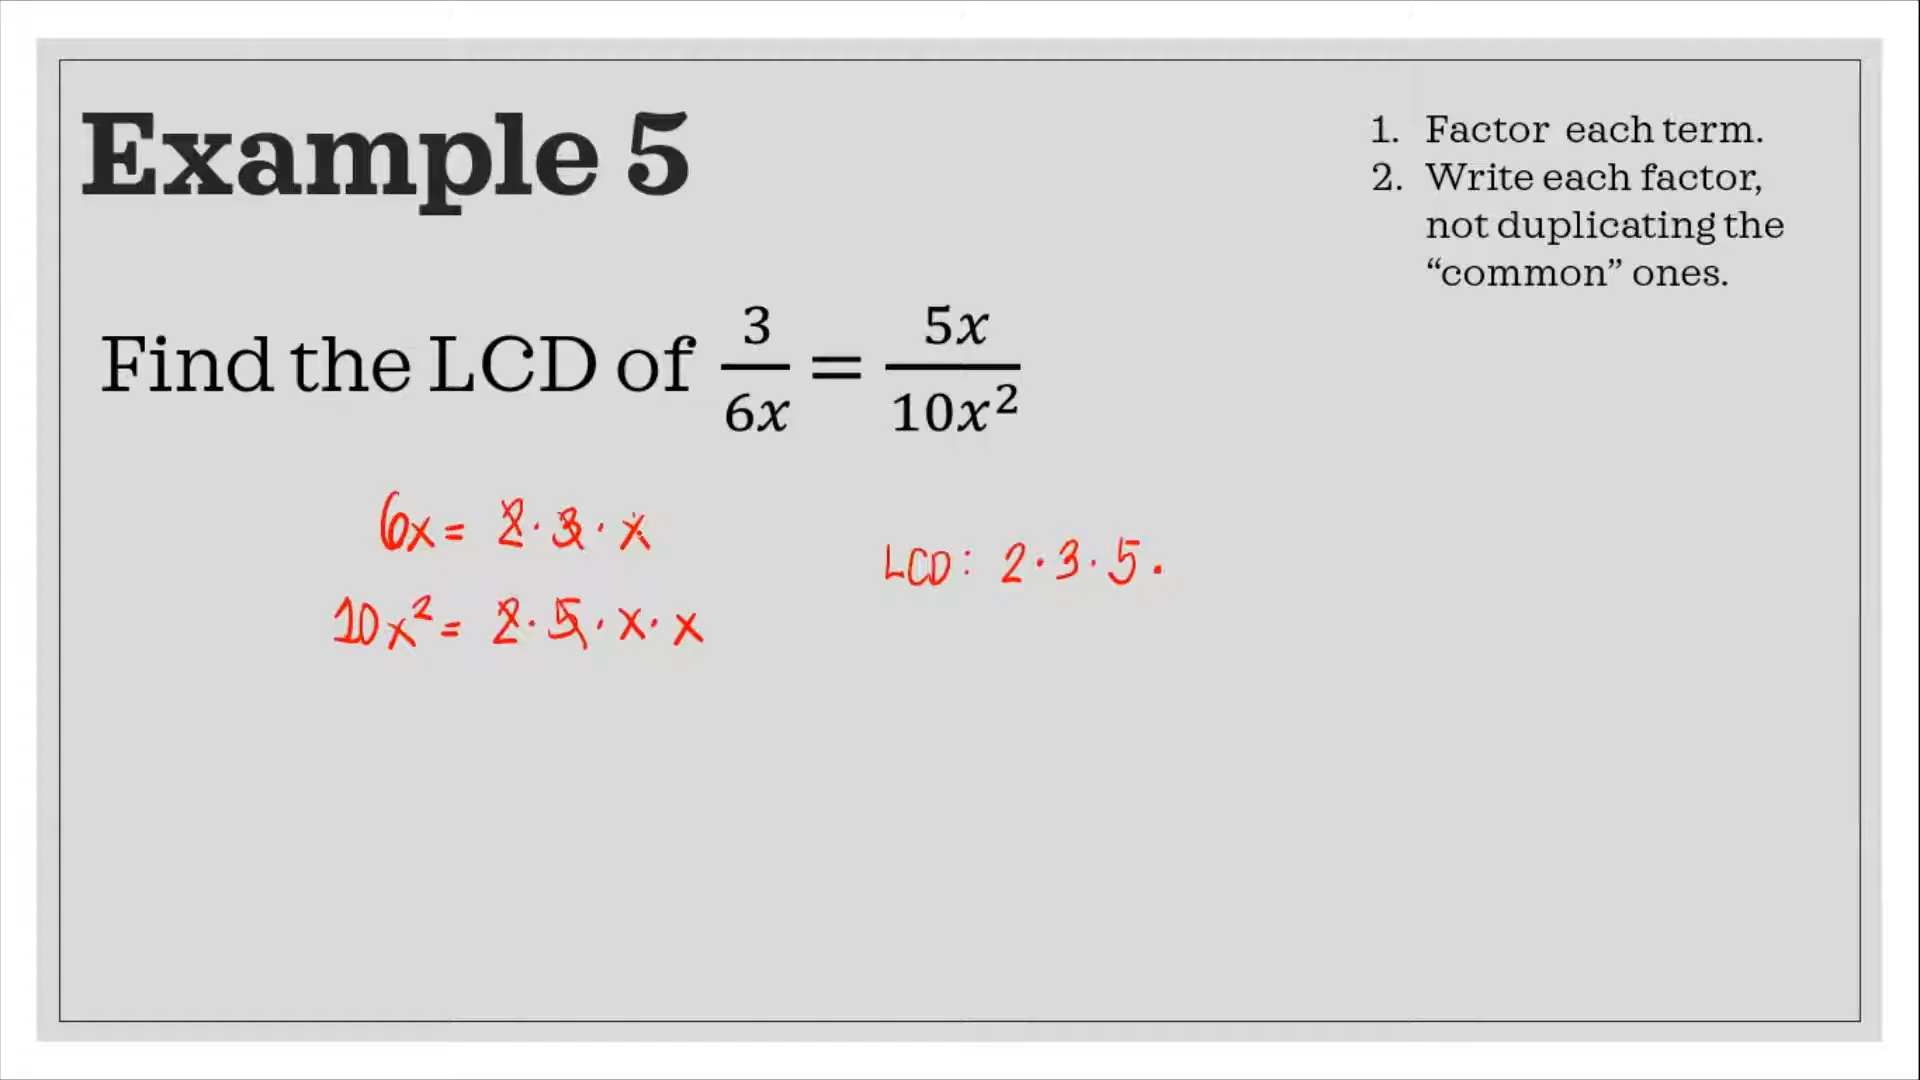 Example 5
1. Factor each term.
2. Write each factor,
not duplicating the
“common” ones.
Find the LCD of 3/6x = 5x/10x²
6x = 2 · 3 · x
10x² = 2 · 5 · x · x
LCD: 2 · 3 · 5 ·